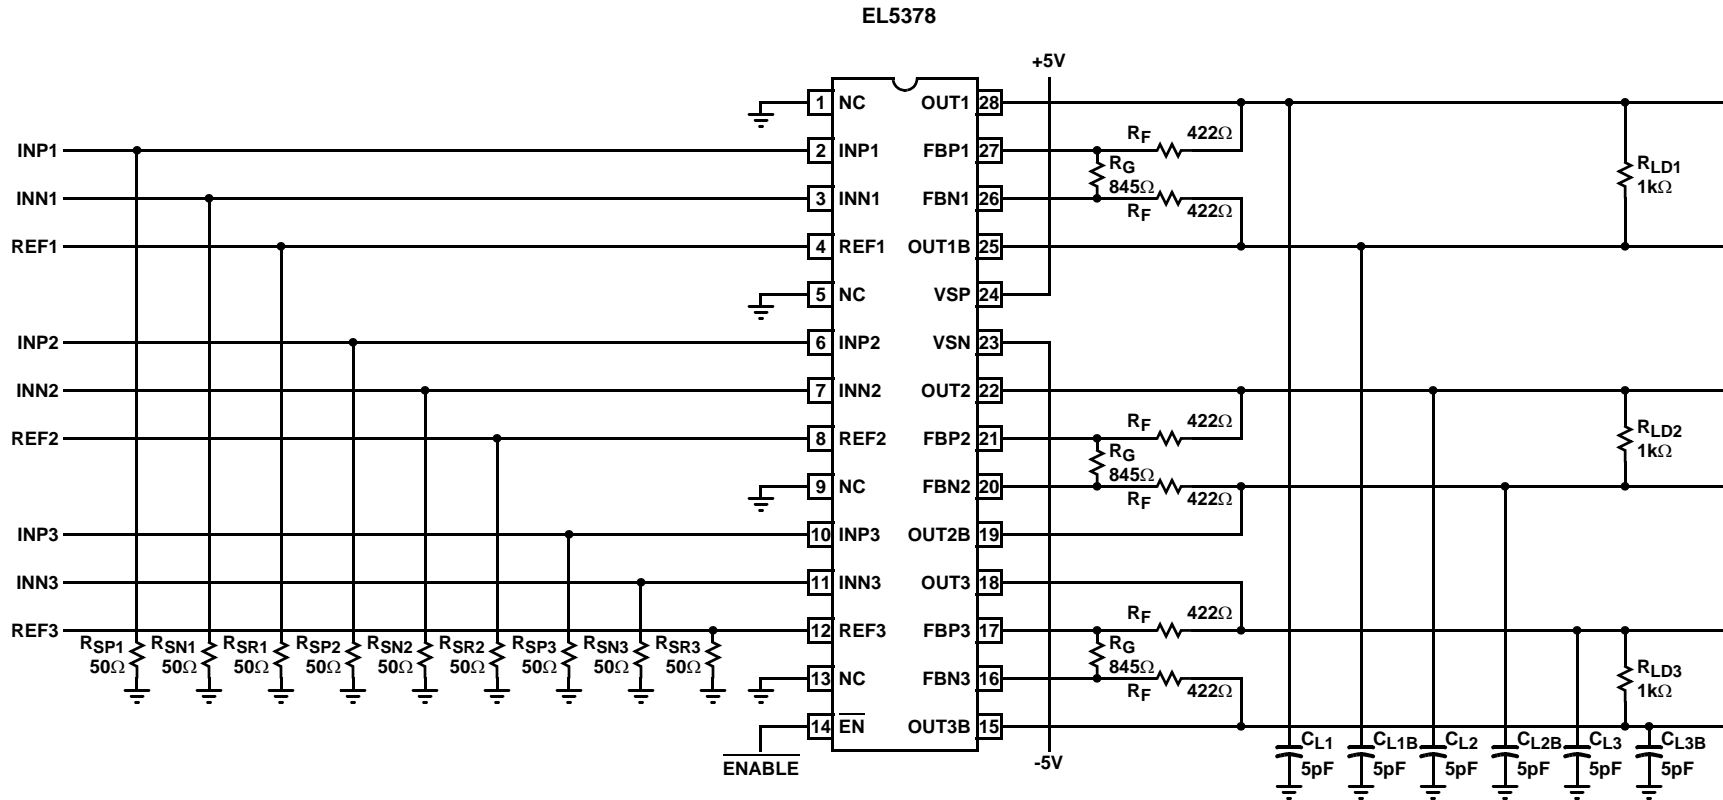 EL5378
+5V
1 NC OUT1 28
RF 422Ω
INP1 2 INP1 FBP1 27
RG 845Ω
RLD1 1kΩ
INN1 3 INN1 FBN1 26
RF 422Ω
REF1 4 REF1 OUT1B 25
5 NC VSP 24
INP2 6 INP2 VSN 23
INN2 7 INN2 OUT2 22
RF 422Ω
REF2 8 REF2 FBP2 21
RG 845Ω
RLD2 1kΩ
9 NC FBN2 20
RF 422Ω
INP3 10 INP3 OUT2B 19
INN3 11 INN3 OUT3 18
RF 422Ω
REF3 12 REF3 FBP3 17
RSP1 RSN1 RSR1 RSP2 RSN2 RSR2 RSP3 RSN3 RSR3
50Ω 50Ω 50Ω 50Ω 50Ω 50Ω 50Ω 50Ω 50Ω
RG 845Ω
RLD3 1kΩ
13 NC FBN3 16
RF 422Ω
14 EN OUT3B 15
CL1 CL1B CL2 CL2B CL3 CL3B
5pF 5pF 5pF 5pF 5pF 5pF
ENABLE
-5V